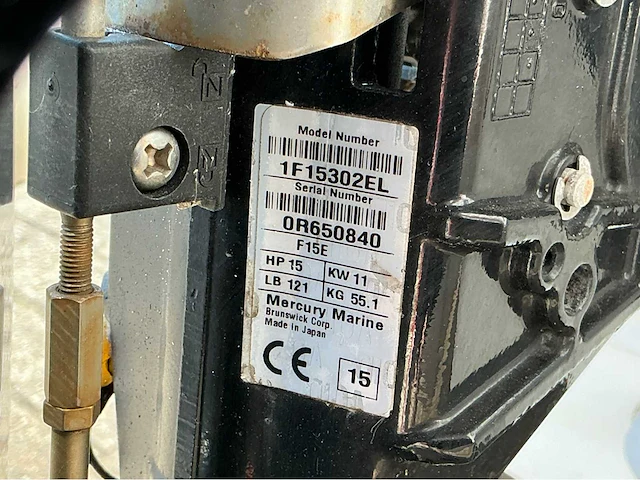 Model Number
1F15302EL
Serial Number
0R650840
F15E
HP 15 KW 11
LB 121 KG 55.1
Mercury Marine
Brunswick Corp.
Made in Japan
CE 15